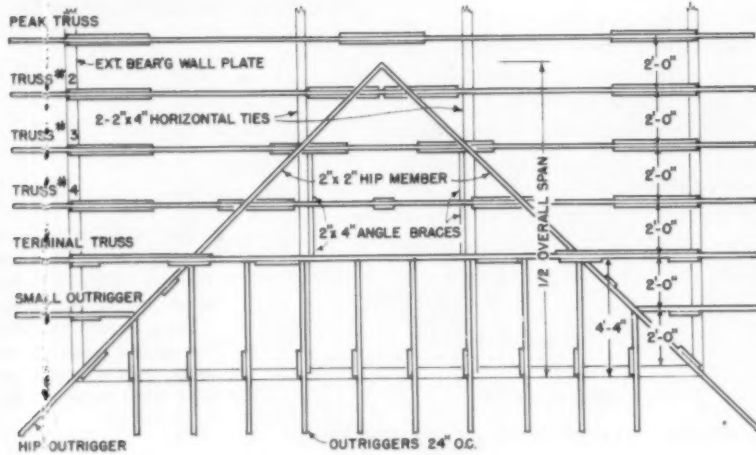 PEAK TRUSS
EXT. BEAR'G WALL PLATE
2'-0"
TRUSS #2
2-2"x4" HORIZONTAL TIES
2'-0"
TRUSS #3
2'-0"
2"x 2" HIP MEMBER
TRUSS #4
2"x 4" ANGLE BRACES
1/2 OVERALL SPAN
2'-0"
TERMINAL TRUSS
2'-0"
SMALL OUTRIGGER
4'-4"
2'-0"
HIP OUTRIGGER
OUTRIGGERS 24" O.C.